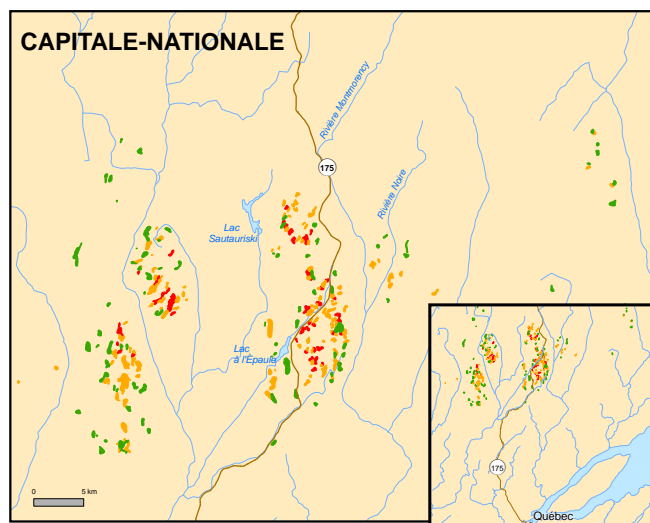 CAPITALE-NATIONALE
Rivière Montmorency
175
Rivière Noire
Lac
Sautauriski
Lac
à l'Épaule
0 5 km
175
Québec